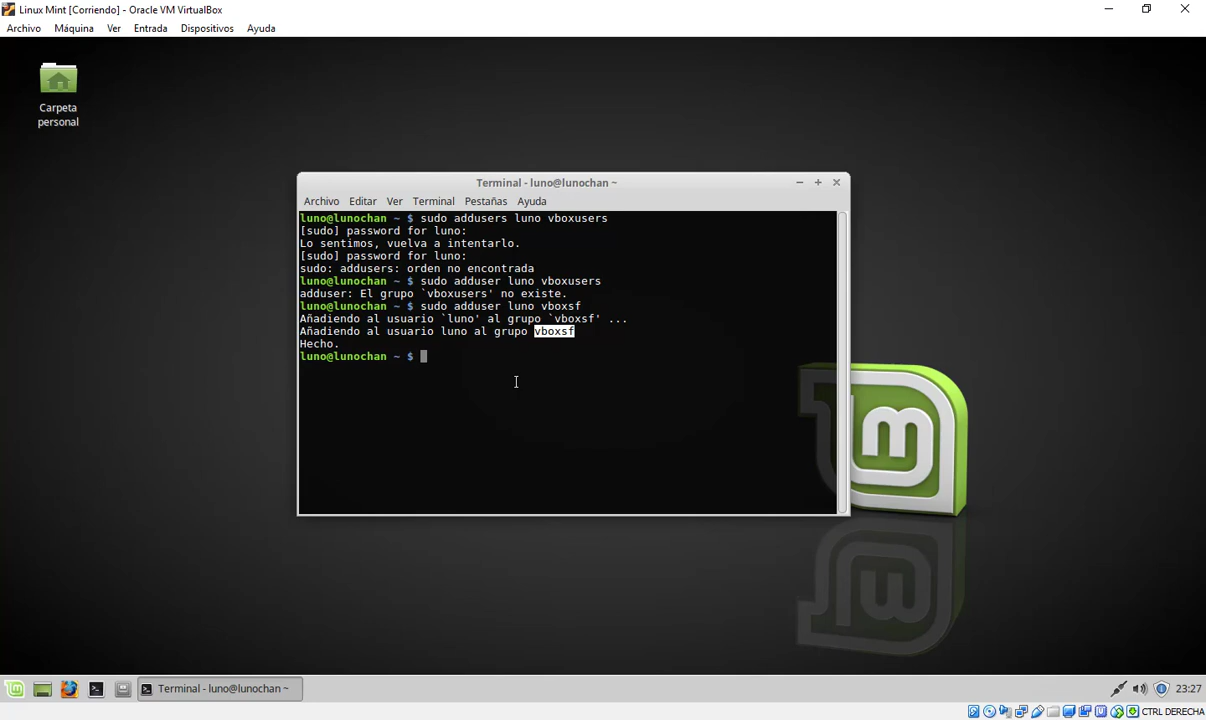 Linux Mint [Corriendo] - Oracle VM VirtualBox
Archivo Máquina Ver Entrada Dispositivos Ayuda
Carpeta
personal
Terminal - luno@lunochan ~
Archivo Editar Ver Terminal Pestañas Ayuda
luno@lunochan ~ $ sudo addusers luno vboxusers
[sudo] password for luno:
Lo sentimos, vuelva a intentarlo.
[sudo] password for luno:
sudo: addusers: orden no encontrada
luno@lunochan ~ $ sudo adduser luno vboxusers
adduser: El grupo `vboxusers' no existe.
luno@lunochan ~ $ sudo adduser luno vboxsf
Añadiendo al usuario `luno' al grupo `vboxsf' ...
Añadiendo al usuario luno al grupo vboxsf
Hecho.
luno@lunochan ~ $
Terminal - luno@lunochan ~
23:27
CTRL DERECHA